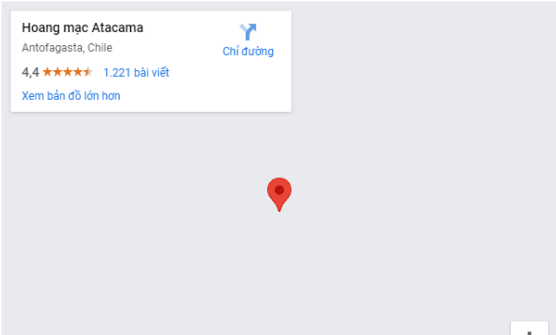 Hoang mạc Atacama
Antofagasta, Chile
Chỉ đường
4,4 1.221 bài viết
Xem bản đồ lớn hơn